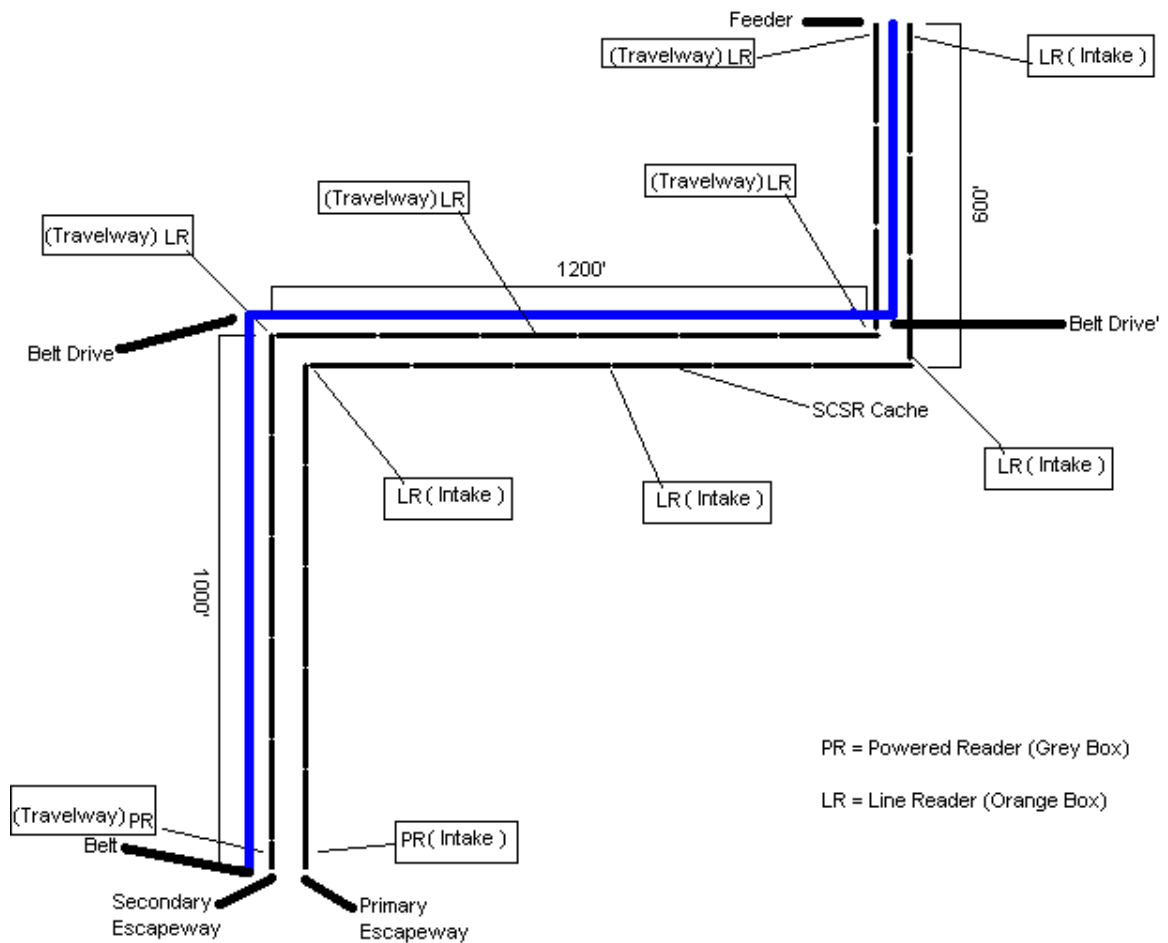 Feeder
(Travelway) LR
LR ( Intake )
(Travelway) LR
(Travelway) LR
600'
(Travelway) LR
1200'
Belt Drive
Belt Drive'
SCSR Cache
LR ( Intake )
LR ( Intake )
LR ( Intake )
1000'
PR = Powered Reader (Grey Box)
LR = Line Reader (Orange Box)
(Travelway) PR
PR ( Intake )
Belt
Secondary
Escapeway
Primary
Escapeway